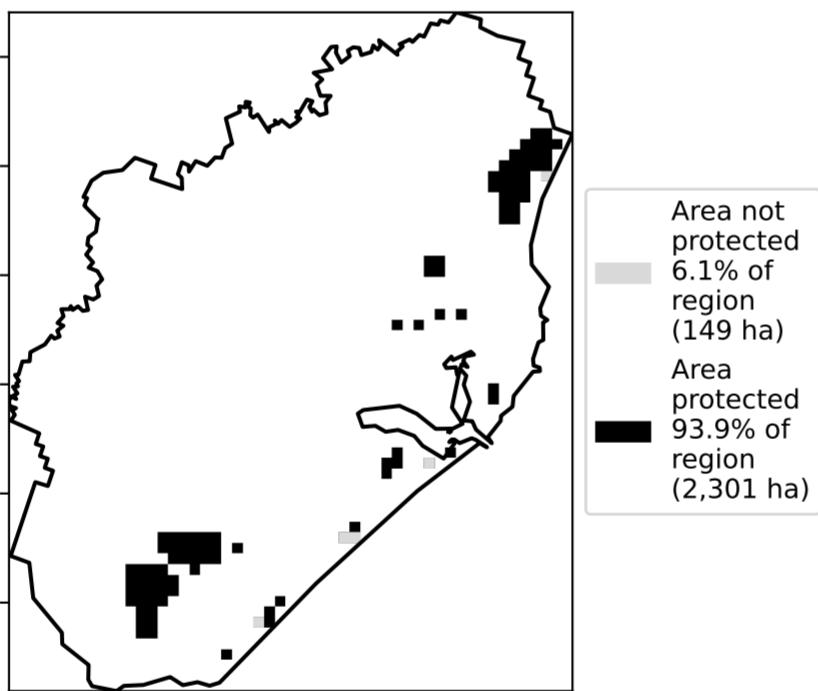 Area not
protected
6.1% of
region
(149 ha)
Area
protected
93.9% of
region
(2,301 ha)